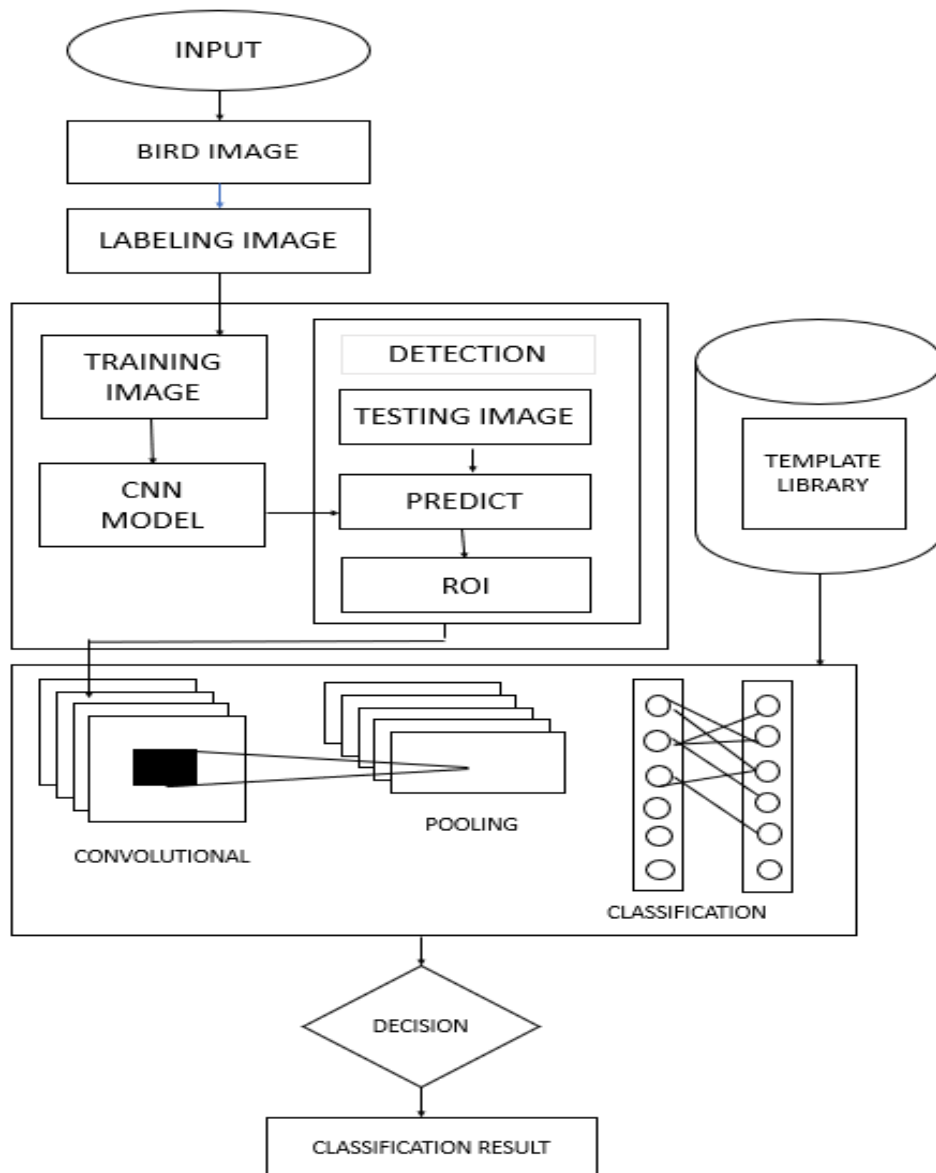 INPUT
BIRD IMAGE
LABELING IMAGE
TRAINING
IMAGE
CNN
MODEL
DETECTION
TESTING IMAGE
PREDICT
ROI
TEMPLATE
LIBRARY
CONVOLUTIONAL
POOLING
CLASSIFICATION
DECISION
CLASSIFICATION RESULT